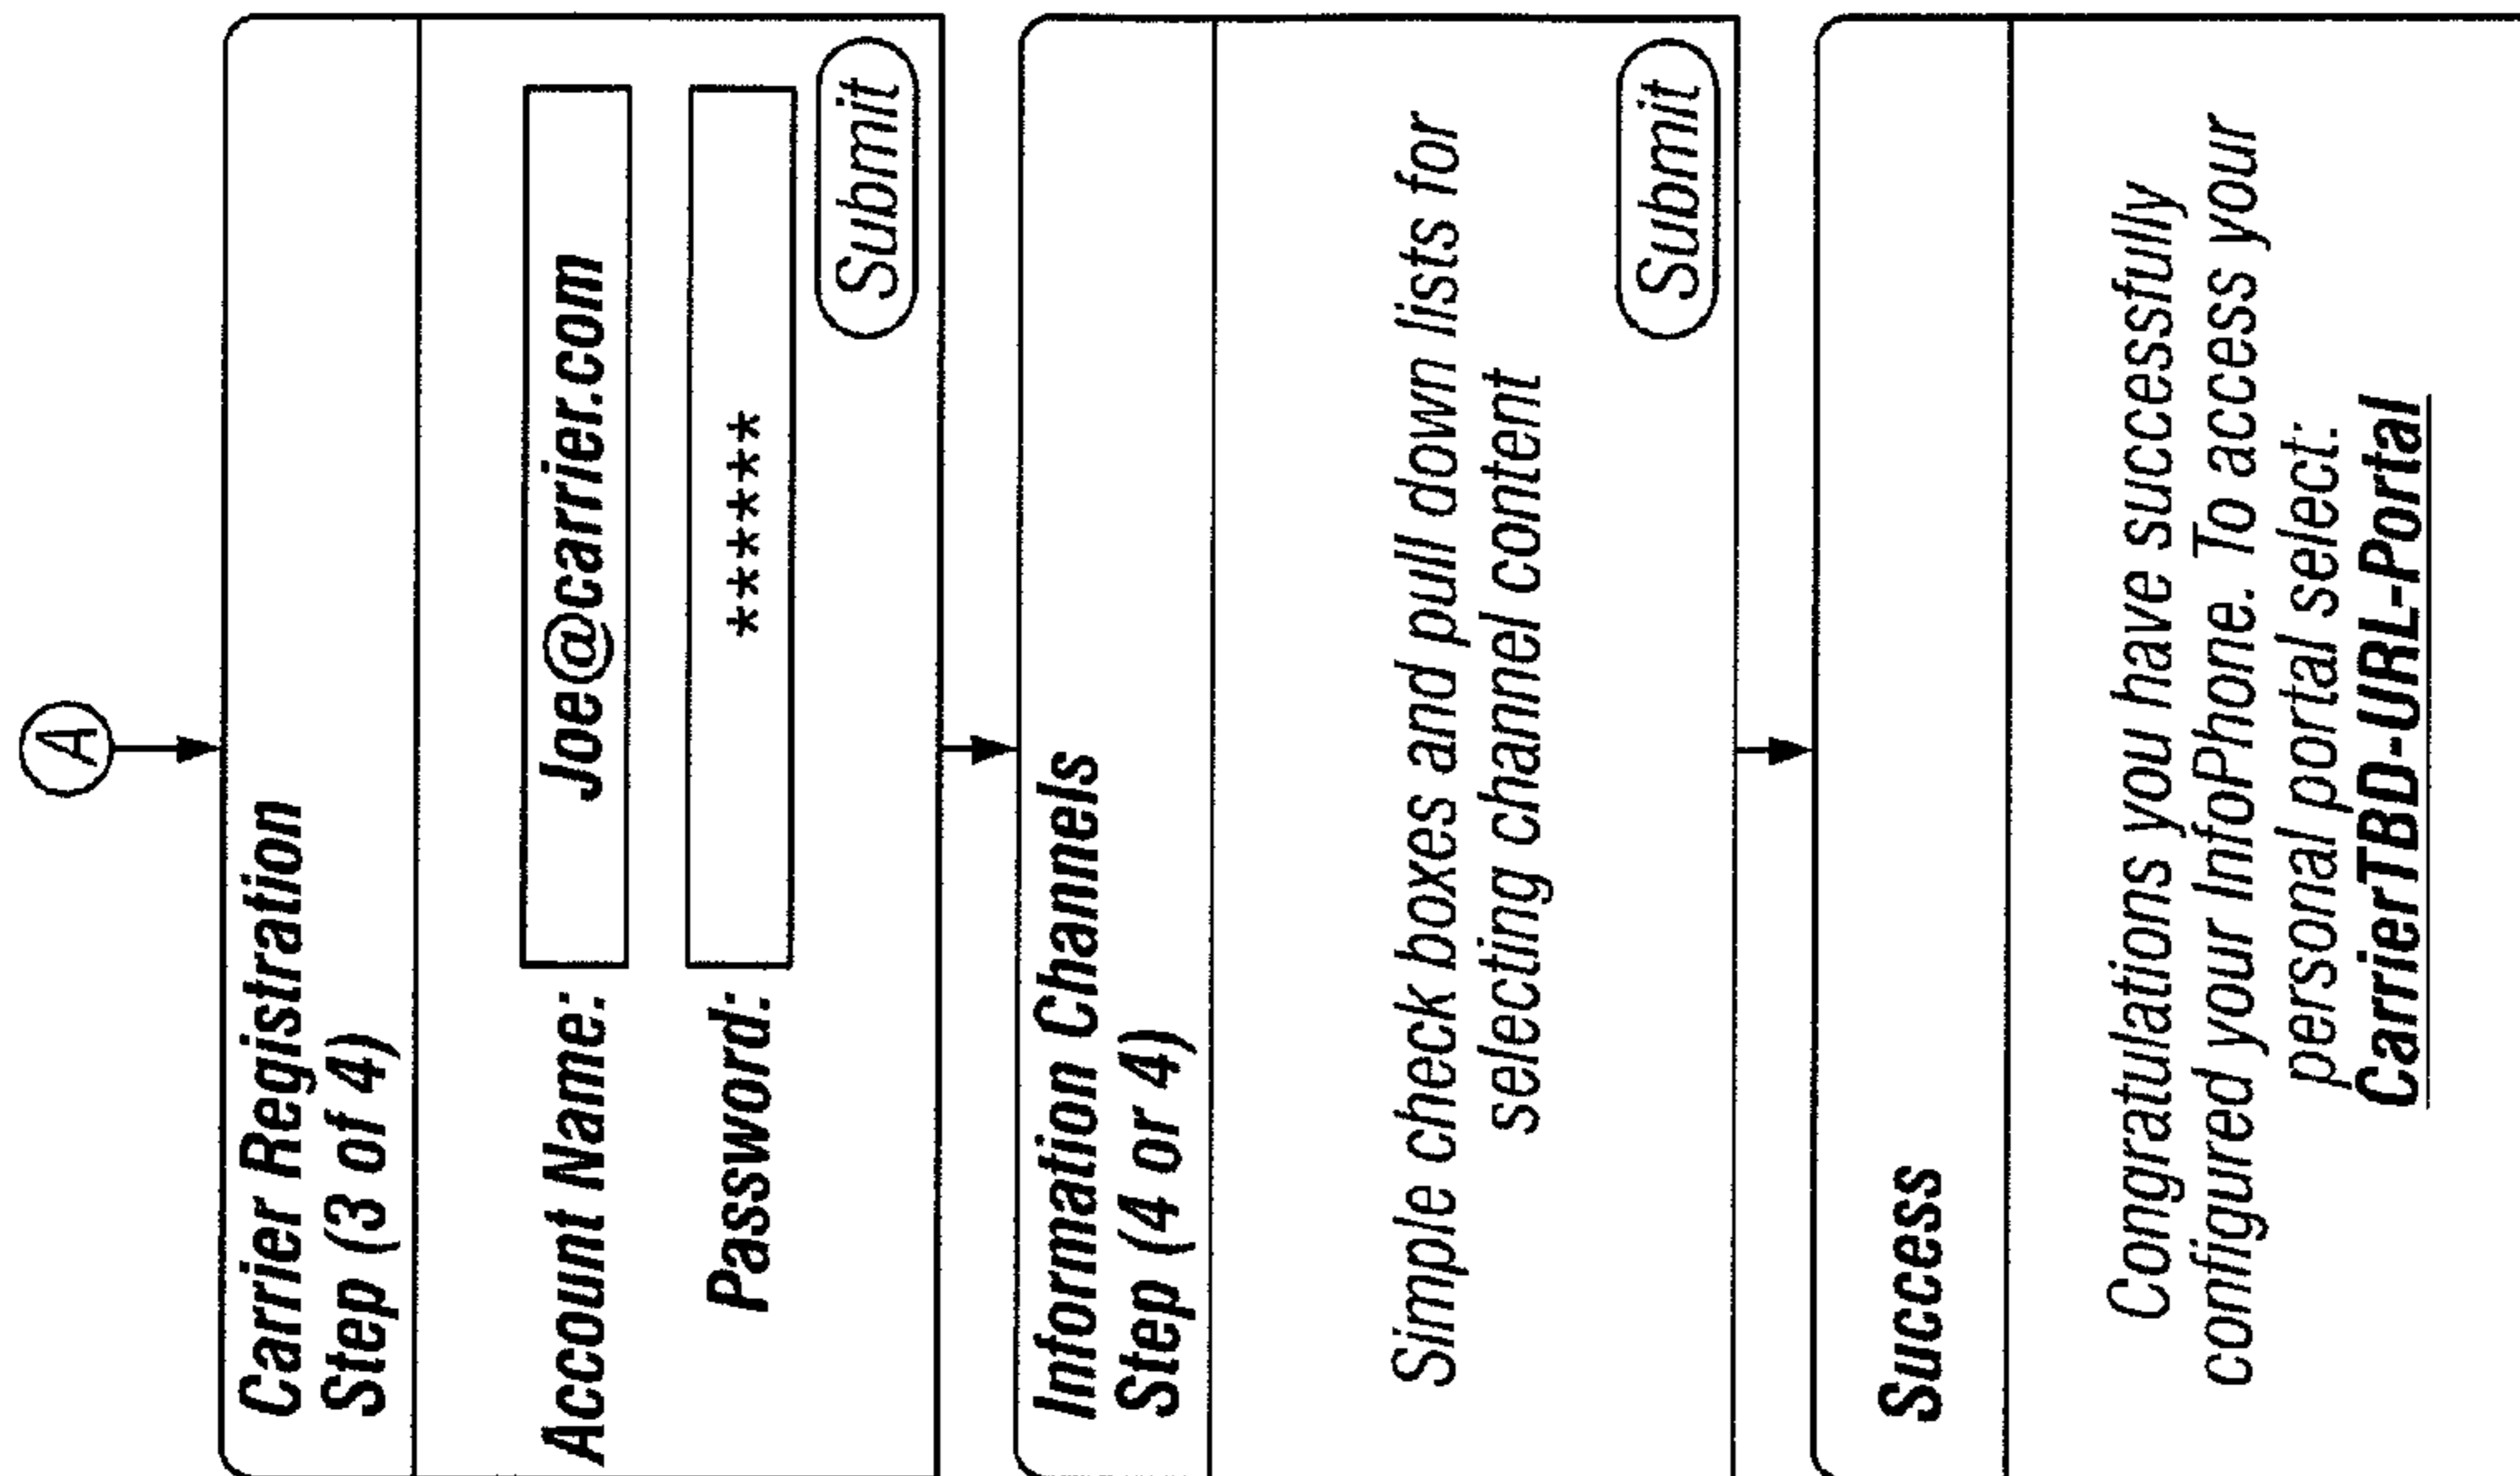 A
Carrier Registration
Step (3 of 4)
Account Name:
Joe@carrier.com
Password:
******
Submit
Information Channels
Step (4 or 4)
Simple check boxes and pull down lists for
selecting channel content
Submit
Success
Congratulations you have successfully
configured your InfoPhone. To access your
personal portal select:
CarrierTBD-URL-Portal